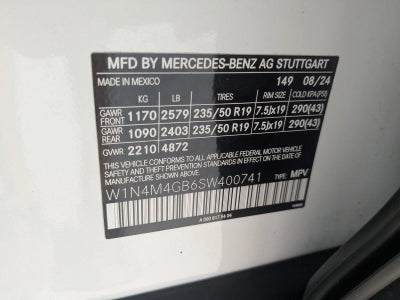 MFD BY MERCEDES-BENZ AG STUTTGART
MADE IN MEXICO 149 08/24
KG LB TIRES RIM SIZE COLD KPA(PSI)
GAWR FRONT 1170 2579 235/50 R19 7.5Jx19 290(43)
GAWR REAR 1090 2403 235/50 R19 7.5Jx19 290(43)
GVWR 2210 4872
THIS VEHICLE CONFORMS TO ALL APPLICABLE FEDERAL MOTOR VEHICLE
SAFETY, BUMPER, AND THEFT PREVENTION STANDARDS IN EFFECT ON THE
DATE OF MANUFACTURE SHOWN ABOVE.
W1N4M4GB6SW400741 TYPE: MPV